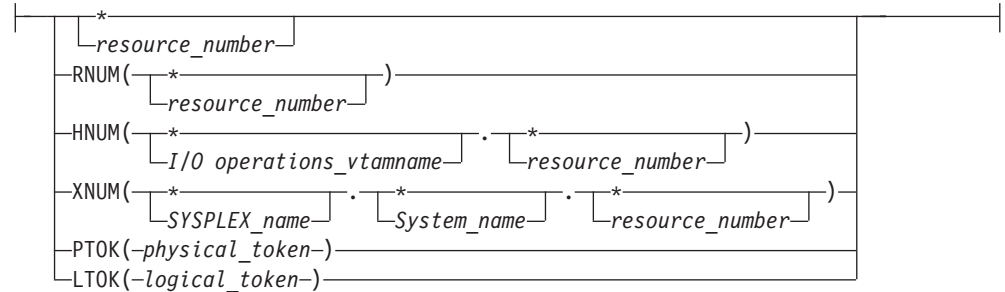 *
resource_number
RNUM( * )
resource_number
HNUM( * . * )
I/O operations_vtamname resource_number
XNUM( * . * . * )
SYSPLEX_name System_name resource_number
PTOK( physical_token )
LTOK( logical_token )